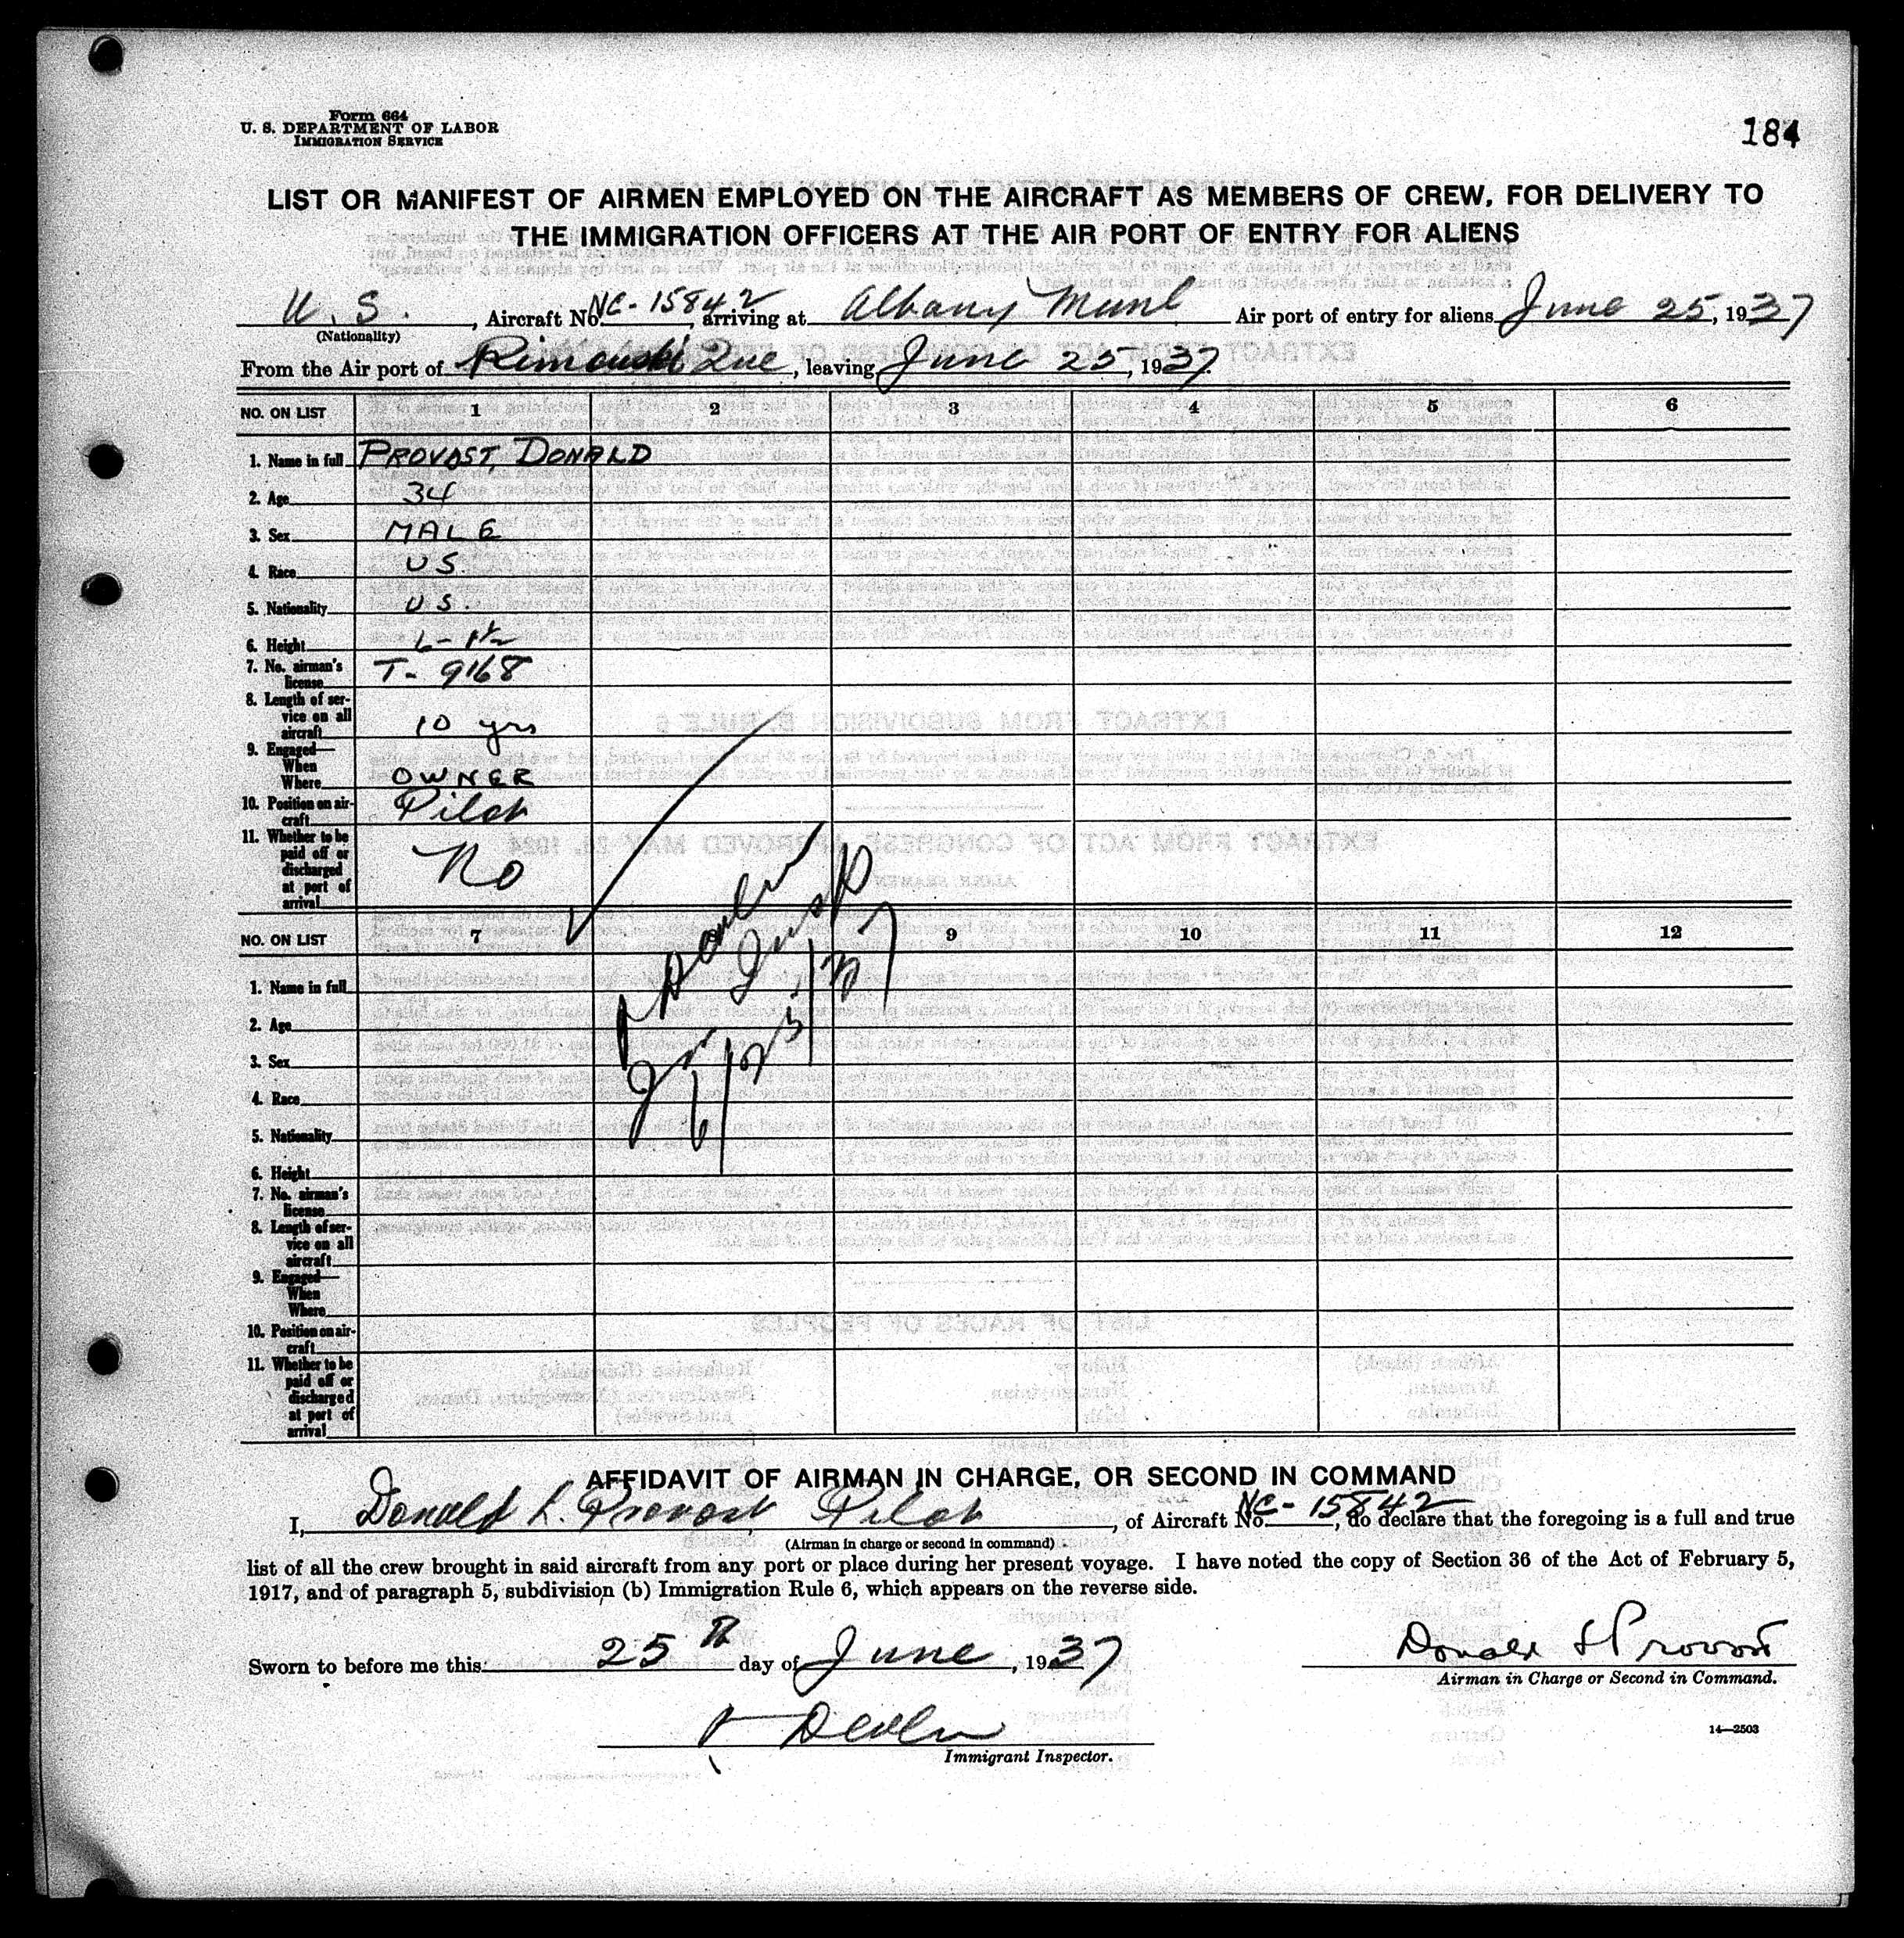 Form 664
U. S. DEPARTMENT OF LABOR
IMMIGRATION SERVICE
184
LIST OR MANIFEST OF AIRMEN EMPLOYED ON THE AIRCRAFT AS MEMBERS OF CREW, FOR DELIVERY TO
THE IMMIGRATION OFFICERS AT THE AIR PORT OF ENTRY FOR ALIENS
U. S. , Aircraft No. NC-15842, arriving at Albany Munl Air port of entry for aliens June 25, 1937
(Nationality)
From the Air port of Rimouski Que, leaving June 25, 1937
NO. ON LIST 1 2 3 4 5 6
1. Name in full PROVOST, DONALD
2. Age 34
3. Sex MALE
4. Race US.
5. Nationality US.
6. Height 6-1½
7. No. airman's
license T-9168
8. Length of ser-
vice on all
aircraft 10 yrs
9. Engaged—
When
Where OWNER
10. Position on air-
craft Pilot
11. Whether to be
paid off or
discharged
at port of
arrival No
NO. ON LIST 7 8 9 10 11 12
1. Name in full
2. Age
3. Sex
4. Race
5. Nationality
6. Height
7. No. airman's
license
8. Length of ser-
vice on all
aircraft
9. Engaged—
When
Where
10. Position on air-
craft
11. Whether to be
paid off or
discharged
at port of
arrival
6/25/37
AFFIDAVIT OF AIRMAN IN CHARGE, OR SECOND IN COMMAND
I, Donald L. Provost, Pilot, of Aircraft No. NC-15842, do declare that the foregoing is a full and true
(Airman in charge or second in command)
list of all the crew brought in said aircraft from any port or place during her present voyage. I have noted the copy of Section 36 of the Act of February 5,
1917, and of paragraph 5, subdivision (b) Immigration Rule 6, which appears on the reverse side.
Sworn to before me this 25th day of June, 1937
Donald L Provost
Airman in Charge or Second in Command.
Immigrant Inspector.
14—2503